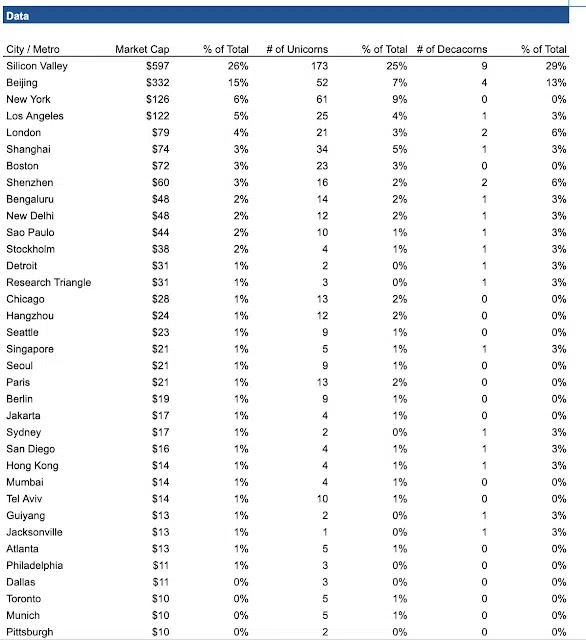 Data
City / Metro Market Cap % of Total # of Unicorns % of Total # of Decacorns % of Total
Silicon Valley $597 26% 173 25% 9 29%
Beijing $332 15% 52 7% 4 13%
New York $126 6% 61 9% 0 0%
Los Angeles $122 5% 25 4% 1 3%
London $79 4% 21 3% 2 6%
Shanghai $74 3% 34 5% 1 3%
Boston $72 3% 23 3% 0 0%
Shenzhen $60 3% 16 2% 2 6%
Bengaluru $48 2% 14 2% 1 3%
New Delhi $48 2% 12 2% 1 3%
Sao Paulo $44 2% 10 1% 1 3%
Stockholm $38 2% 4 1% 1 3%
Detroit $31 1% 2 0% 1 3%
Research Triangle $31 1% 3 0% 1 3%
Chicago $28 1% 13 2% 0 0%
Hangzhou $24 1% 12 2% 0 0%
Seattle $23 1% 9 1% 0 0%
Singapore $21 1% 5 1% 1 3%
Seoul $21 1% 9 1% 0 0%
Paris $21 1% 13 2% 0 0%
Berlin $19 1% 9 1% 0 0%
Jakarta $17 1% 4 1% 0 0%
Sydney $17 1% 2 0% 1 3%
San Diego $16 1% 4 1% 1 3%
Hong Kong $14 1% 4 1% 1 3%
Mumbai $14 1% 4 1% 0 0%
Tel Aviv $14 1% 10 1% 0 0%
Guiyang $13 1% 2 0% 1 3%
Jacksonville $13 1% 1 0% 1 3%
Atlanta $13 1% 5 1% 0 0%
Philadelphia $11 1% 3 0% 0 0%
Dallas $11 0% 3 0% 0 0%
Toronto $10 0% 5 1% 0 0%
Munich $10 0% 5 1% 0 0%
Pittsburgh $10 0% 2 0% 0 0%